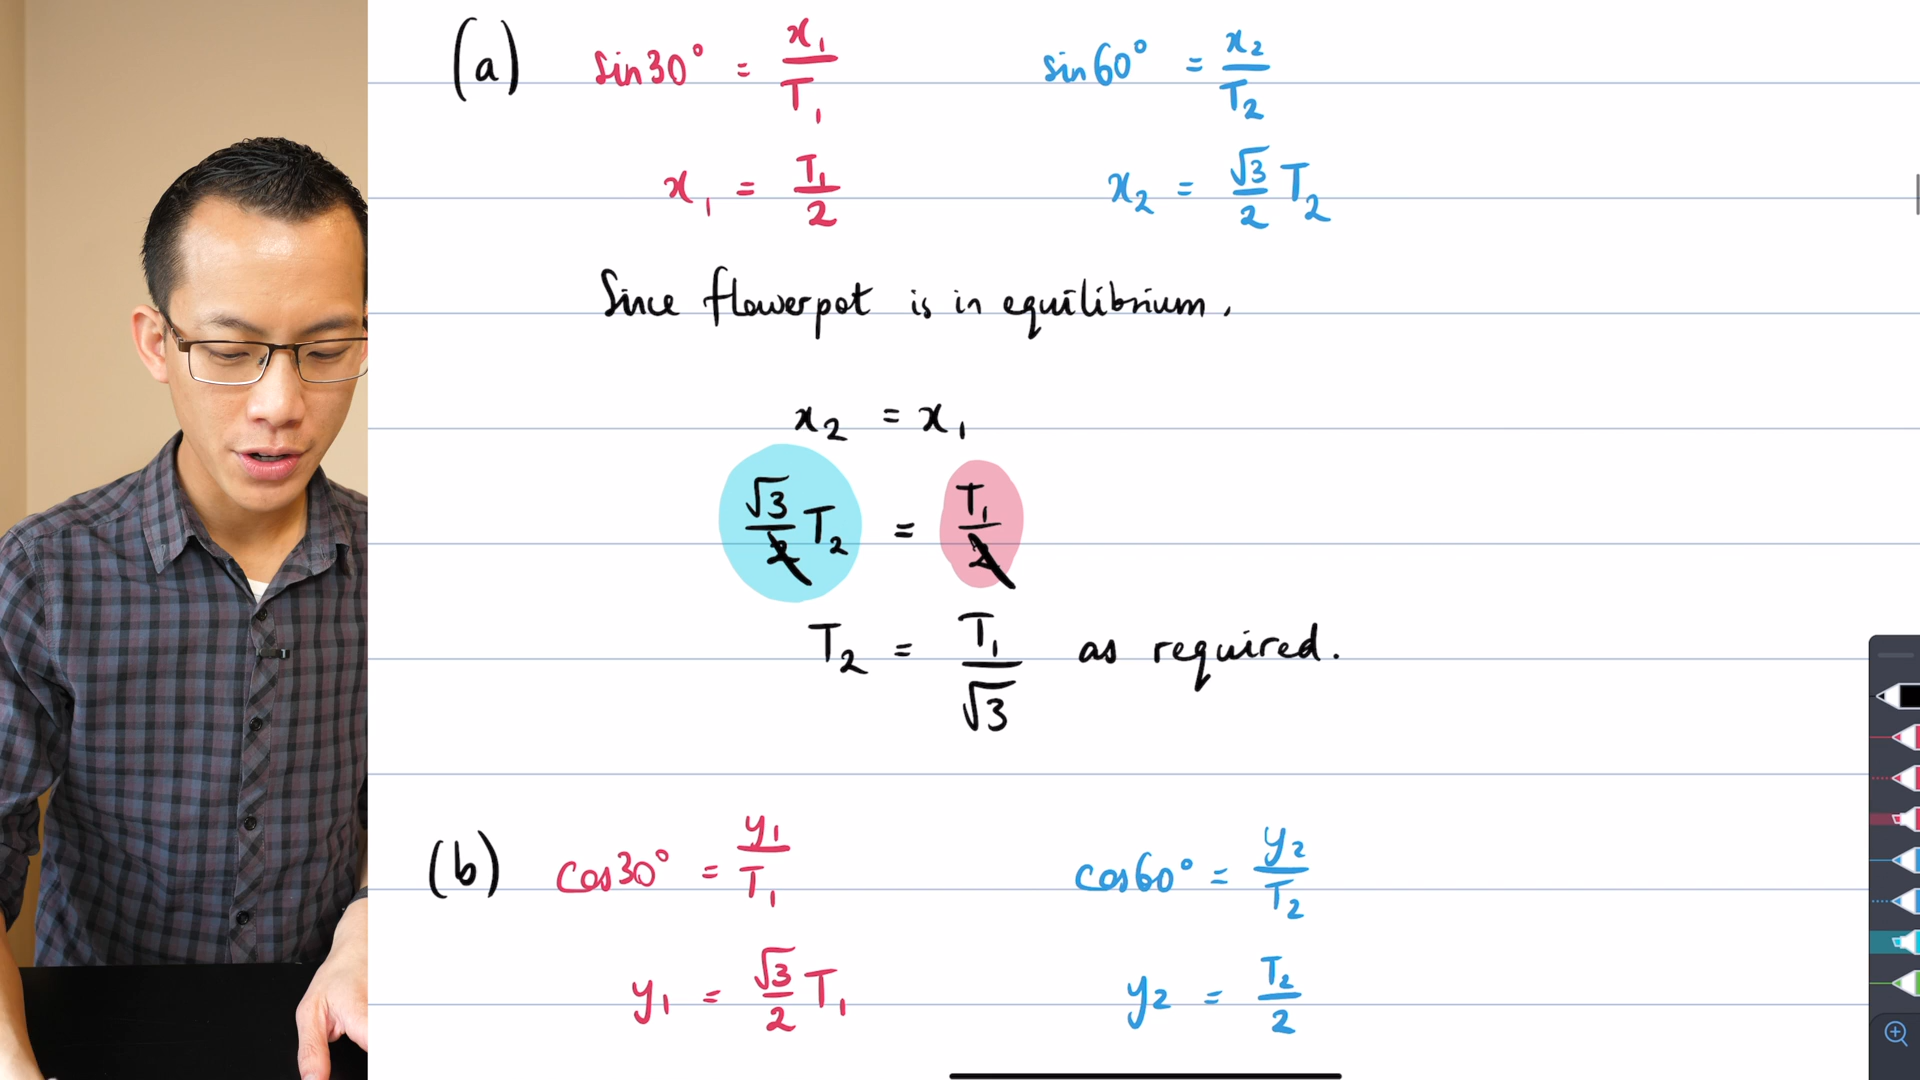 (a) sin30° = x₁/T₁ sin60° = x₂/T₂
x₁ = T₁/2 x₂ = √3/2 T₂
Since flowerpot is in equilibrium,
x₂ = x₁
√3/2 T₂ = T₁/2
T₂ = T₁/√3 as required.
(b) cos30° = y₁/T₁ cos60° = y₂/T₂
y₁ = √3/2 T₁ y₂ = T₂/2